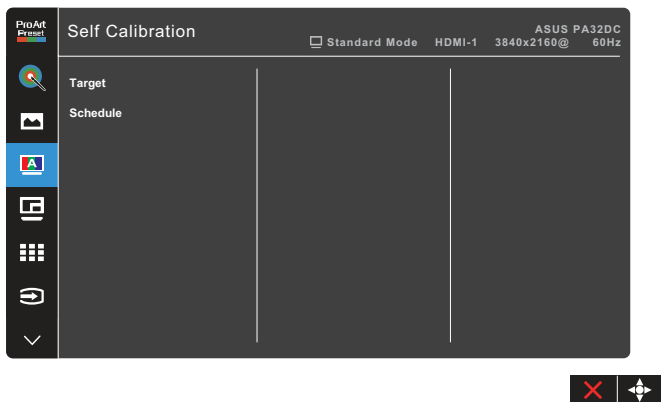 ProArt
Preset
Self Calibration
Standard Mode HDMI-1 ASUS PA32DC
3840x2160@ 60Hz
Target
Schedule
A